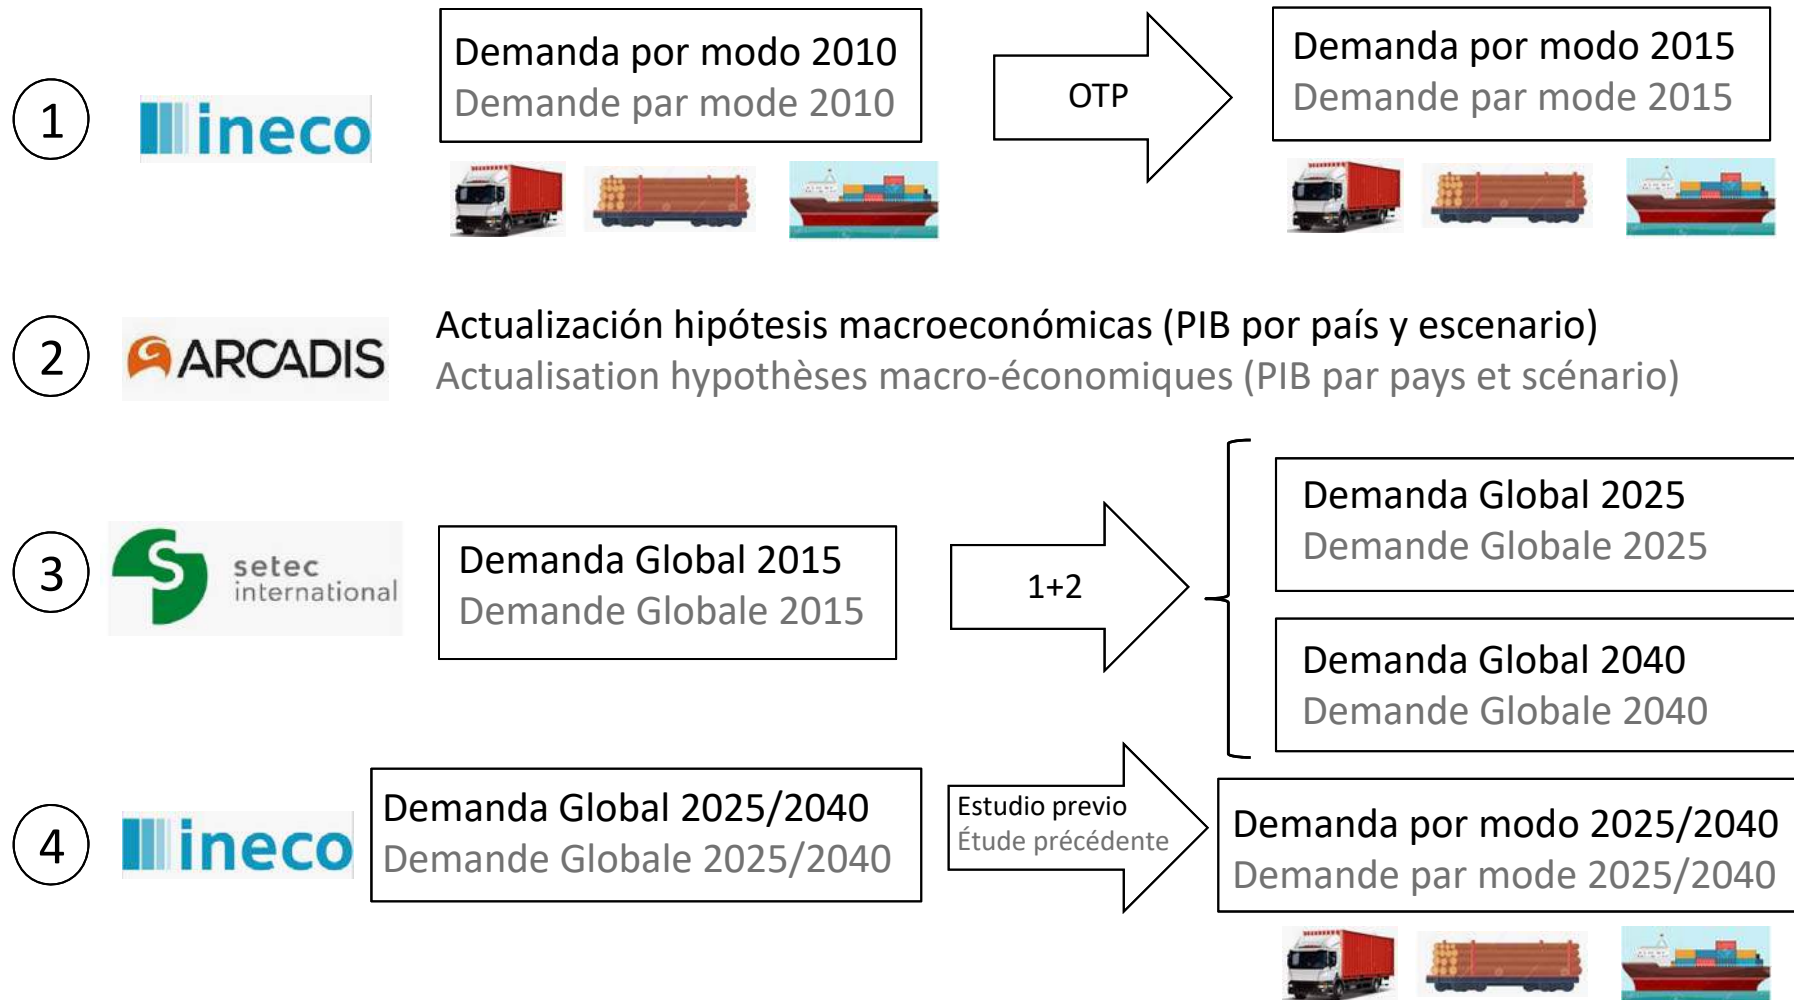 1
ineco
Demanda por modo 2010
Demande par mode 2010
OTP
Demanda por modo 2015
Demande par mode 2015
2
ARCADIS
Actualización hipótesis macroeconómicas (PIB por país y escenario)
Actualisation hypothèses macro-économiques (PIB par pays et scénario)
3
setec
international
Demanda Global 2015
Demande Globale 2015
1+2
Demanda Global 2025
Demande Globale 2025
Demanda Global 2040
Demande Globale 2040
4
ineco
Demanda Global 2025/2040
Demande Globale 2025/2040
Estudio previo
Étude précédente
Demanda por modo 2025/2040
Demande par mode 2025/2040